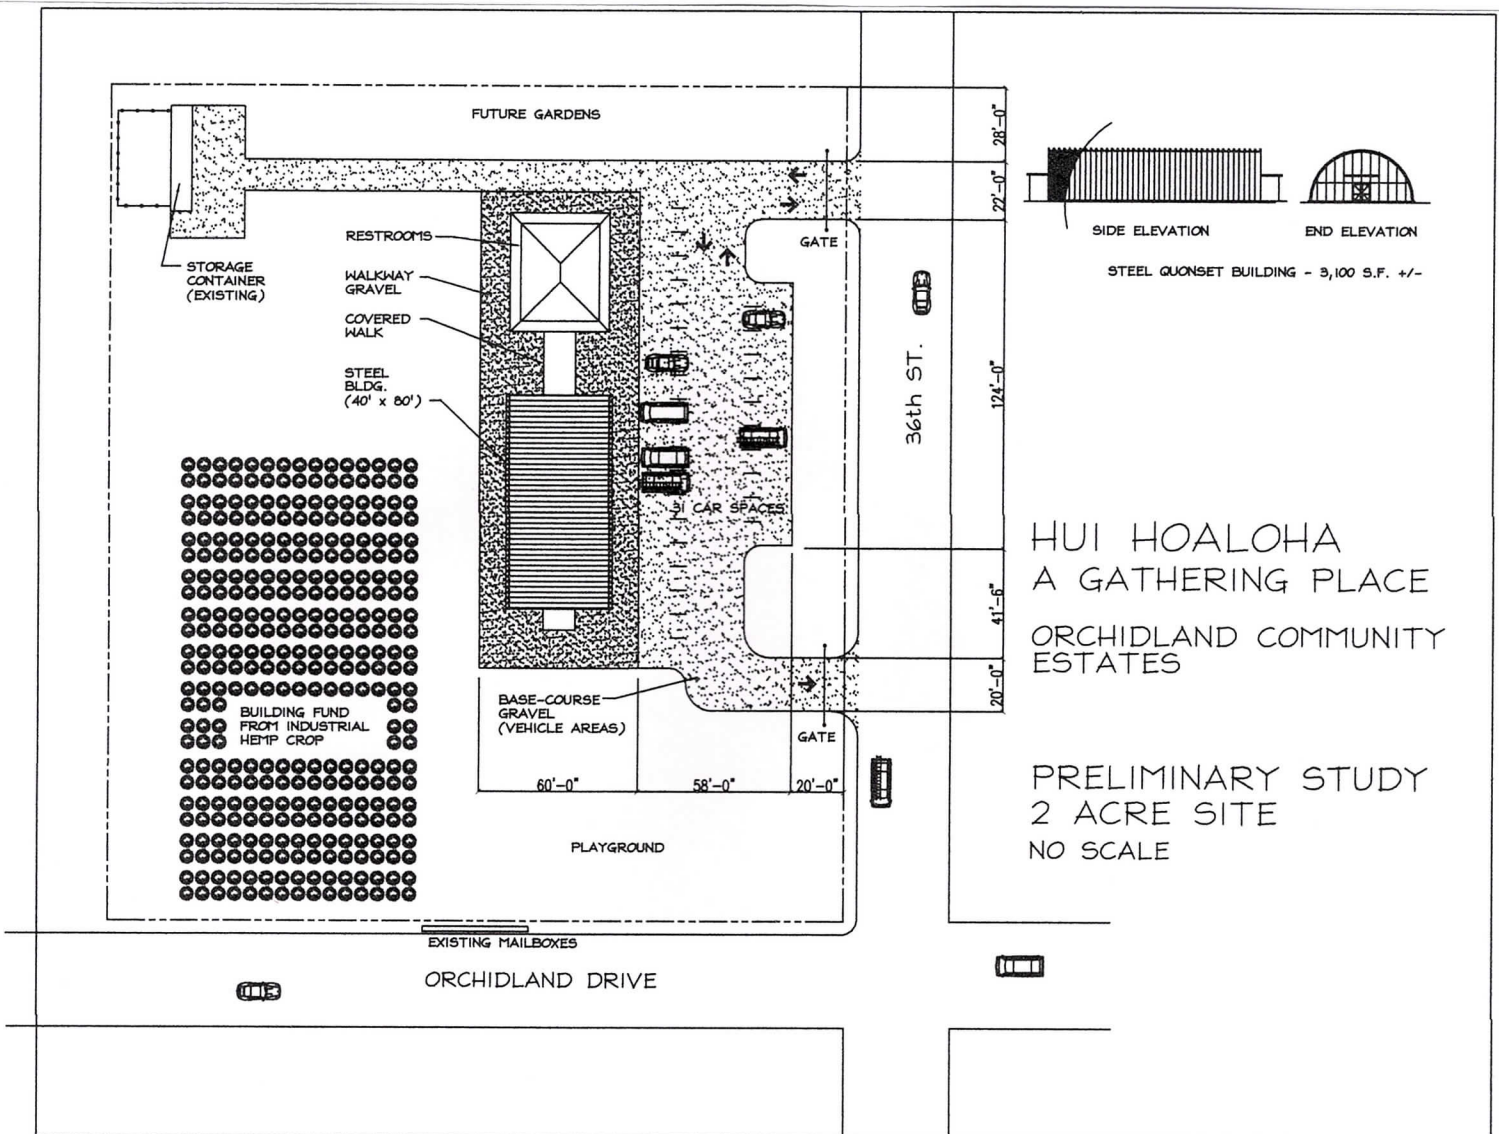 FUTURE GARDENS
28'-0"
22'-0"
GATE
RESTROOMS
WALKWAY
GRAVEL
COVERED
WALK
STEEL
BLDG.
(40' x 80')
STORAGE
CONTAINER
(EXISTING)
SIDE ELEVATION
END ELEVATION
STEEL QUONSET BUILDING - 3,100 S.F. +/-
36th ST.
124'-0"
31 CAR SPACES
HUI HOALOHA
A GATHERING PLACE
ORCHIDLAND COMMUNITY
ESTATES
41'-6"
20'-0"
BASE-COURSE
GRAVEL
(VEHICLE AREAS)
GATE
BUILDING FUND
FROM INDUSTRIAL
HEMP CROP
60'-0"
58'-0"
20'-0"
PRELIMINARY STUDY
2 ACRE SITE
NO SCALE
PLAYGROUND
EXISTING MAILBOXES
ORCHIDLAND DRIVE